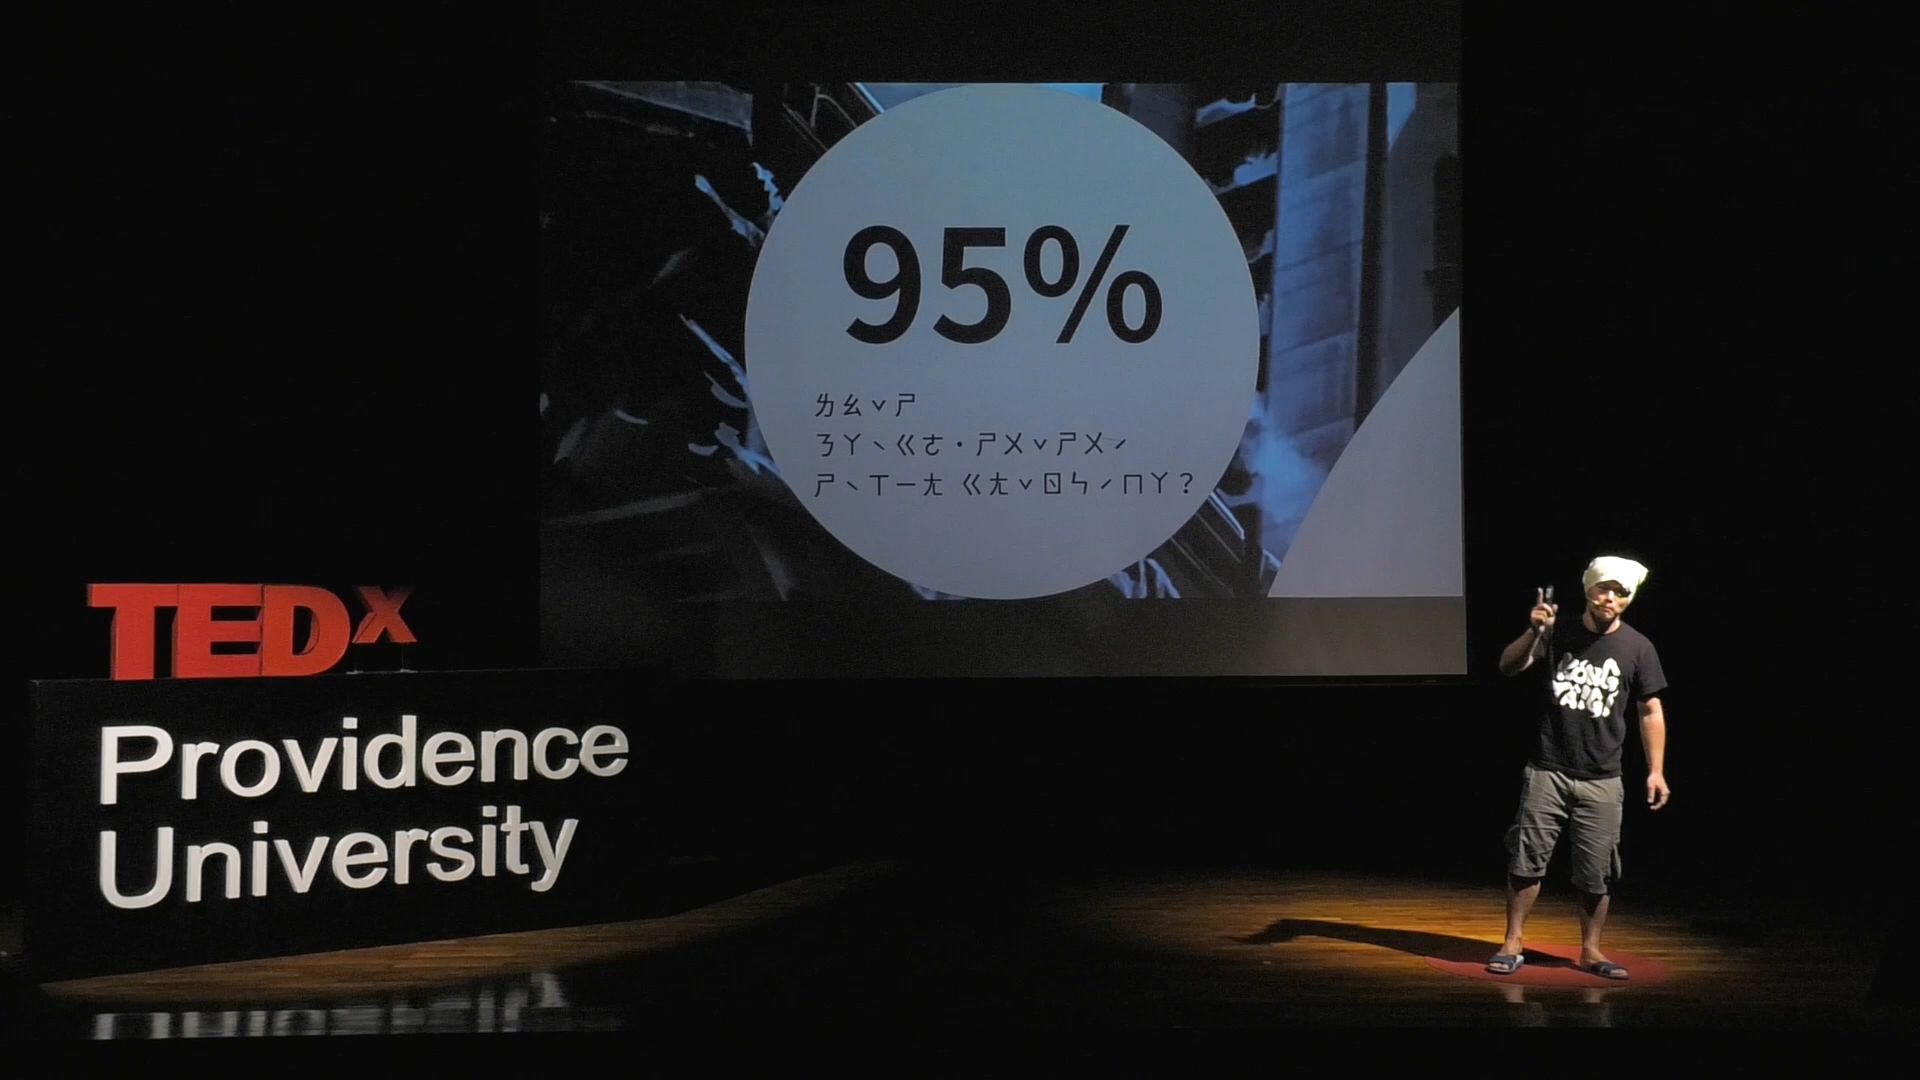 95%
ㄌㄠˇㄕ
ㄋㄚˋㄍㄜ˙ㄕㄨˇㄕㄨˊ
ㄕˋㄒㄧㄤ ㄍㄤˇㄖㄣˊㄇㄚ?
TEDx
Providence
University